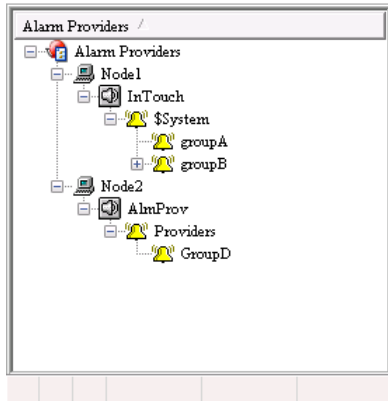 Alarm Providers
Alarm Providers
Node1
InTouch
$System
groupA
groupB
Node2
AlmProv
Providers
GroupD